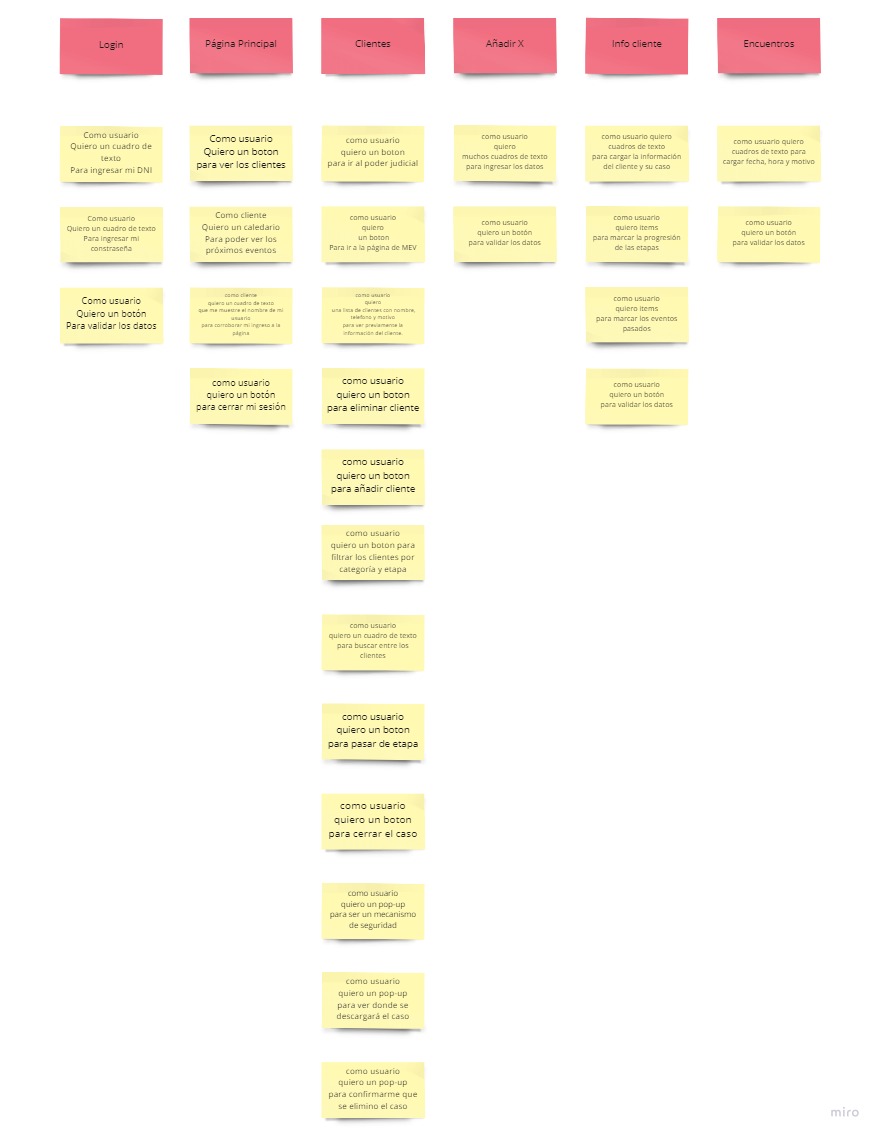 Login
Página Principal
Clientes
Añadir X
Info cliente
Encuentros
Como usuario
Quiero un cuadro de
texto
Para ingresar mi DNI
Como usuario
Quiero un boton
para ver los clientes
como usuario
quiero un boton
para ir al poder judicial
como usuario
quiero
muchos cuadros de texto
para ingresar los datos
como usuario quiero
cuadros de texto
para cargar la información
del cliente y su caso
como usuario quiero
cuadros de texto para
cargar fecha, hora y motivo
Como usuario
Quiero un cuadro de texto
Para ingresar mi
constraseña
Como cliente
Quiero un caledario
Para poder ver los
próximos eventos
como usuario
quiero
un boton
Para ir a la página de MEV
como usuario
quiero un botón
para validar los datos
como usuario
quiero items
para marcar la progresión
de las etapas
como usuario
quiero un botón
para validar los datos
Como usuario
Quiero un botón
Para validar los datos
como cliente
quiero un cuadro de texto
que me muestre el nombre de mi
usuario
para corroborar mi ingreso a la
página
como usuario
quiero
una lista de clientes con nombre,
telefono y motivo
para ver previamente la
información del cliente.
como usuario
quiero items
para marcar los eventos
pasados
como usuario
quiero un botón
para cerrar mi sesión
como usuario
quiero un boton
para eliminar cliente
como usuario
quiero un botón
para validar los datos
como usuario
quiero un boton
para añadir cliente
como usuario
quiero un boton para
filtrar los clientes por
categoría y etapa
como usuario
quiero un cuadro de texto
para buscar entre los
clientes
como usuario
quiero un boton
para pasar de etapa
como usuario
quiero un boton
para cerrar el caso
como usuario
quiero un pop-up
para ser un mecanismo
de seguridad
como usuario
quiero un pop-up
para ver donde se
descargará el caso
como usuario
quiero un pop-up
para confirmarme que
se elimino el caso
miro